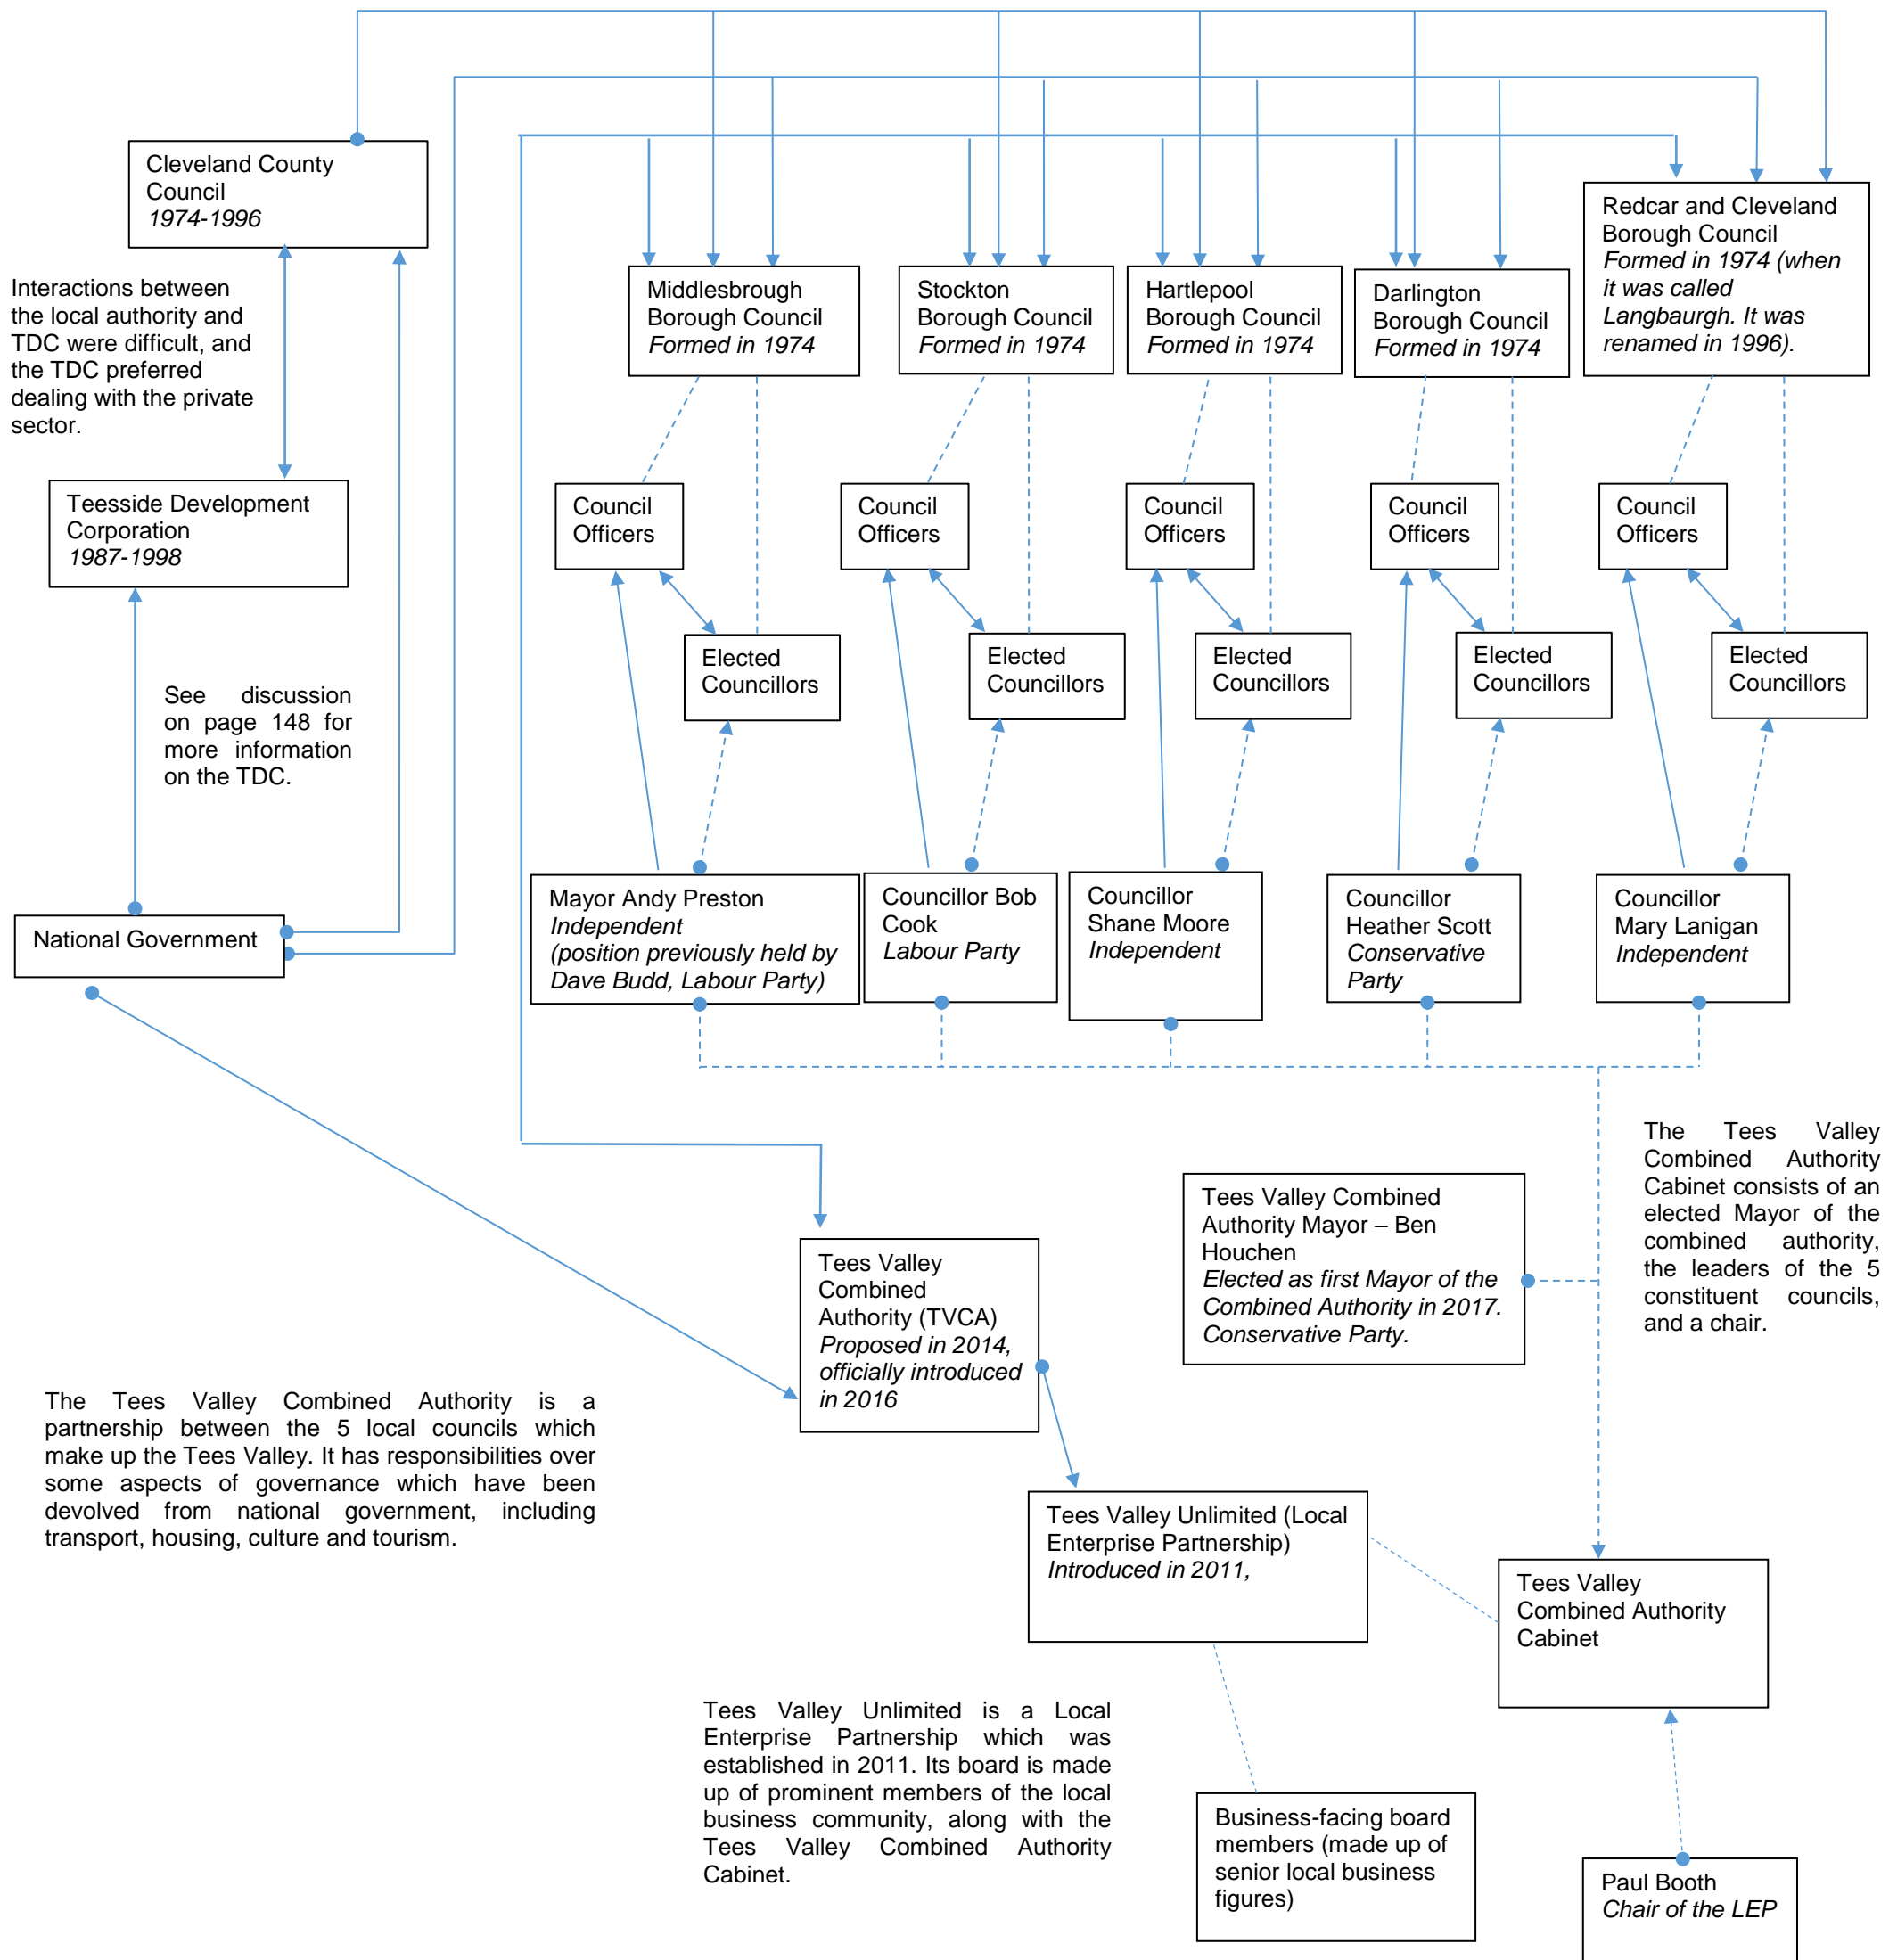 Cleveland County
Council
1974-1996
Redcar and Cleveland
Borough Council
Formed in 1974 (when
it was called
Langbaurgh. It was
renamed in 1996).
Interactions between
the local authority and
TDC were difficult, and
the TDC preferred
dealing with the private
sector.
Middlesbrough
Borough Council
Formed in 1974
Stockton
Borough Council
Formed in 1974
Hartlepool
Borough Council
Formed in 1974
Darlington
Borough Council
Formed in 1974
Teesside Development
Corporation
1987-1998
Council
Officers
Council
Officers
Council
Officers
Council
Officers
Council
Officers
Elected
Councillors
Elected
Councillors
Elected
Councillors
Elected
Councillors
Elected
Councillors
See discussion
on page 148 for
more information
on the TDC.
National Government
Mayor Andy Preston
Independent
(position previously held by
Dave Budd, Labour Party)
Councillor Bob
Cook
Labour Party
Councillor
Shane Moore
Independent
Councillor
Heather Scott
Conservative
Party
Councillor
Mary Lanigan
Independent
The Tees Valley
Combined Authority
Cabinet consists of an
elected Mayor of the
combined authority,
the leaders of the 5
constituent councils,
and a chair.
Tees Valley Combined
Authority Mayor – Ben
Houchen
Elected as first Mayor of the
Combined Authority in 2017.
Conservative Party.
Tees Valley
Combined
Authority (TVCA)
Proposed in 2014,
officially introduced
in 2016
The Tees Valley Combined Authority is a
partnership between the 5 local councils which
make up the Tees Valley. It has responsibilities over
some aspects of governance which have been
devolved from national government, including
transport, housing, culture and tourism.
Tees Valley Unlimited (Local
Enterprise Partnership)
Introduced in 2011,
Tees Valley
Combined Authority
Cabinet
Tees Valley Unlimited is a Local
Enterprise Partnership which was
established in 2011. Its board is made
up of prominent members of the local
business community, along with the
Tees Valley Combined Authority
Cabinet.
Business-facing board
members (made up of
senior local business
figures)
Paul Booth
Chair of the LEP